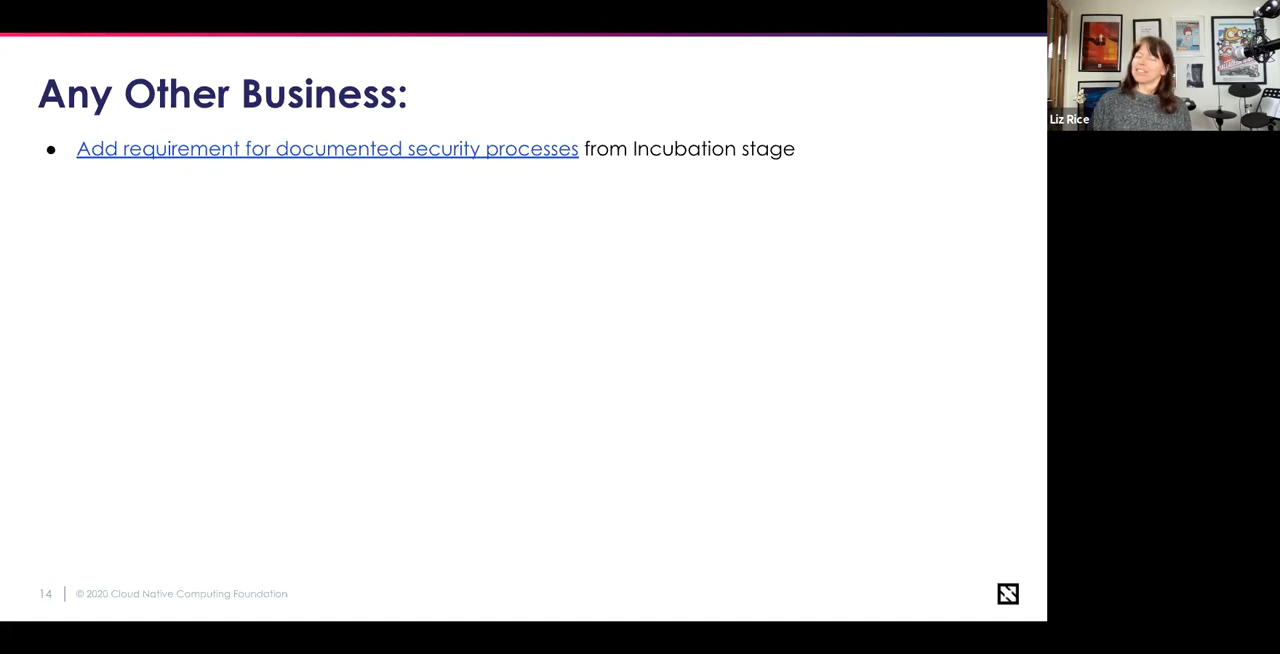 Any Other Business:
● Add requirement for documented security processes from Incubation stage
Liz Rice
14 | © 2020 Cloud Native Computing Foundation